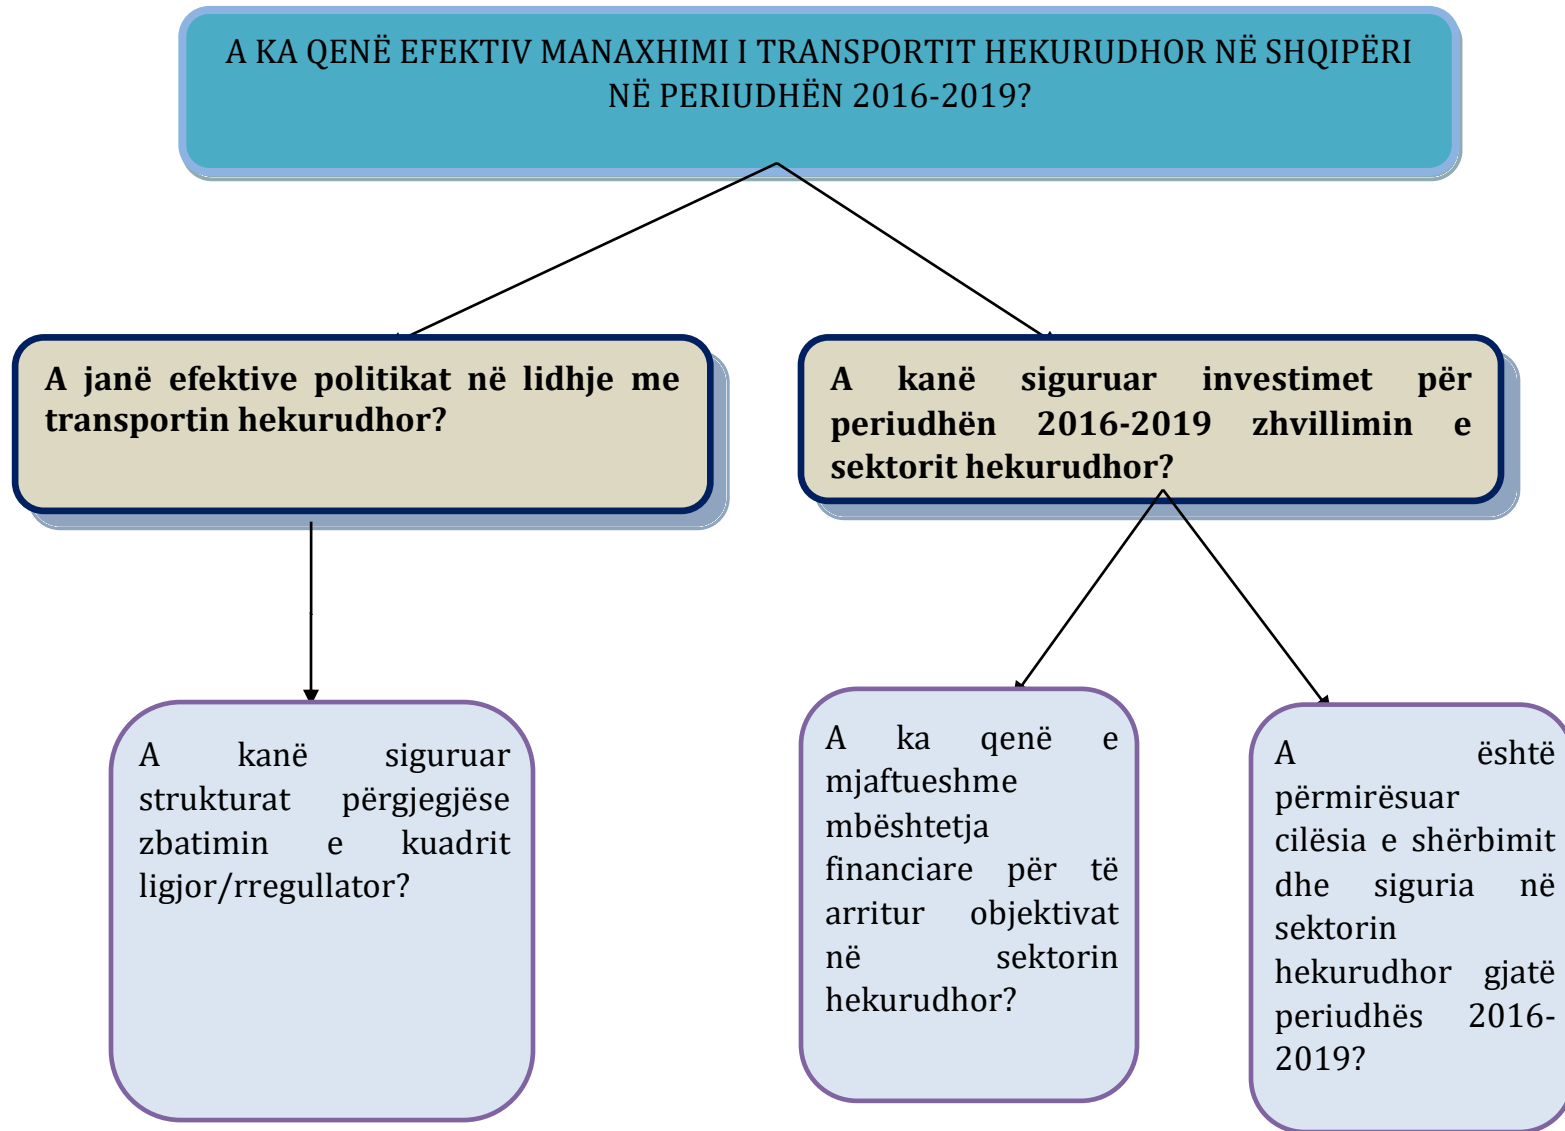 A KA QENË EFEKTIV MANAXHIMI I TRANSPORTIT HEKURUDHOR NË SHQIPËRI
NË PERIUDHËN 2016-2019?
A janë efektive politikat në lidhje me
transportin hekurudhor?
A kanë siguruar investimet për
periudhën 2016-2019 zhvillimin e
sektorit hekurudhor?
A kanë siguruar
strukturat përgjegjëse
zbatimin e kuadrit
ligjor/rregullator?
A ka qenë e
mjaftueshme
mbështetja
financiare për të
arritur objektivat
në sektorin
hekurudhor?
A është
përmirësuar
cilësia e shërbimit
dhe siguria në
sektorin
hekurudhor gjatë
periudhës 2016-
2019?